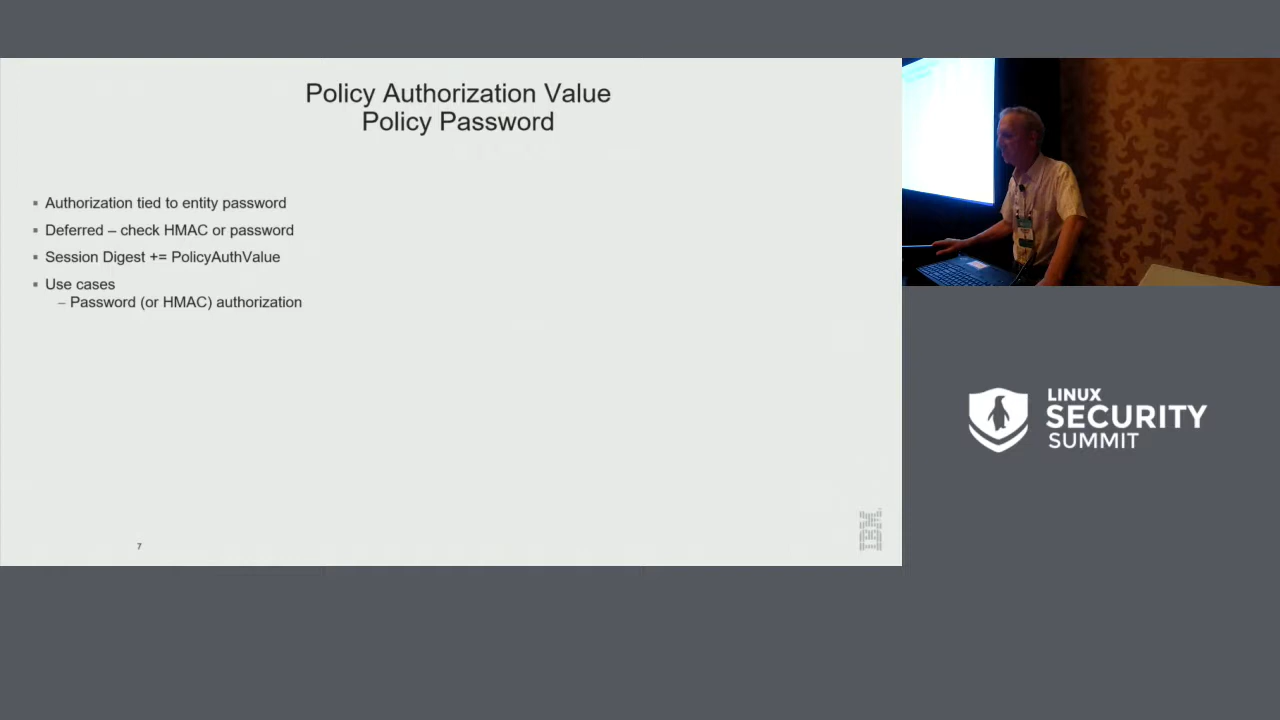 Policy Authorization Value
Policy Password
▪ Authorization tied to entity password
▪ Deferred – check HMAC or password
▪ Session Digest += PolicyAuthValue
▪ Use cases
– Password (or HMAC) authorization
7
IBM
LINUX
SECURITY
SUMMIT